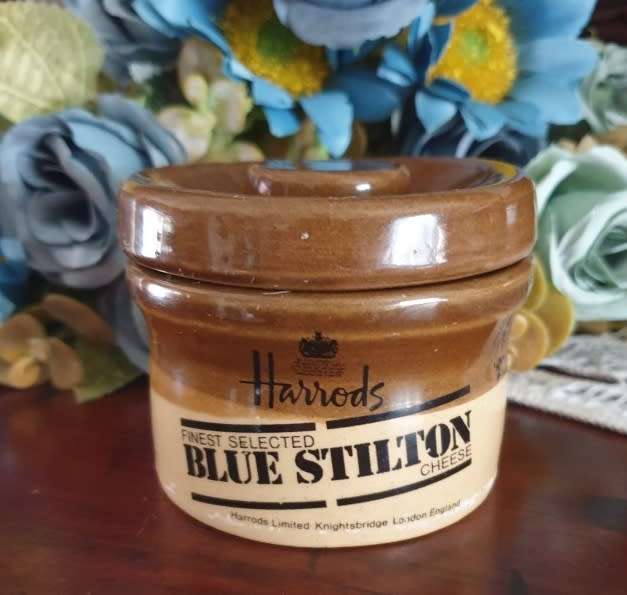 Harrods
FINEST SELECTED
BLUE STILTON
CHEESE
Harrods Limited Knightsbridge London England